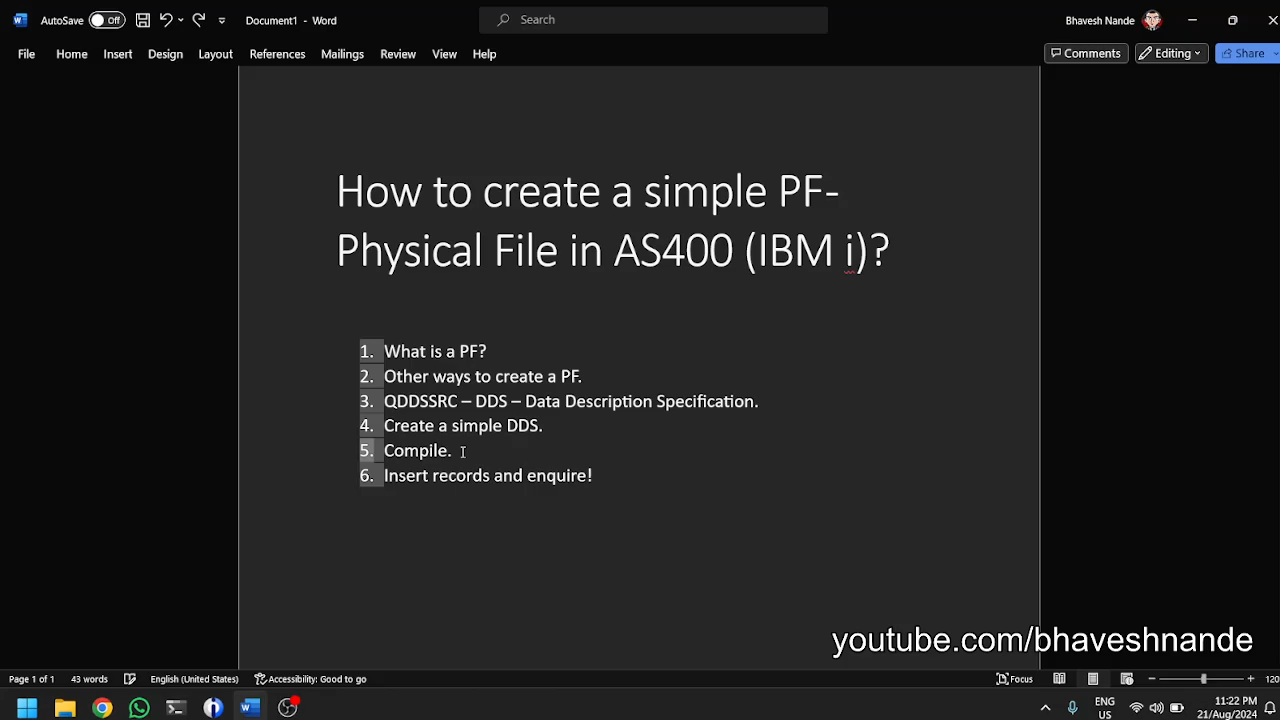 AutoSave Off Document1 - Word Search Bhavesh Nande
File Home Insert Design Layout References Mailings Review View Help Comments Editing Share
How to create a simple PF-
Physical File in AS400 (IBM i)?
1. What is a PF?
2. Other ways to create a PF.
3. QDDSSRC – DDS – Data Description Specification.
4. Create a simple DDS.
5. Compile.
6. Insert records and enquire!
youtube.com/bhaveshnande
Page 1 of 1 43 words English (United States) Accessibility: Good to go Focus 120
ENG US 11:22 PM 21/Aug/2024